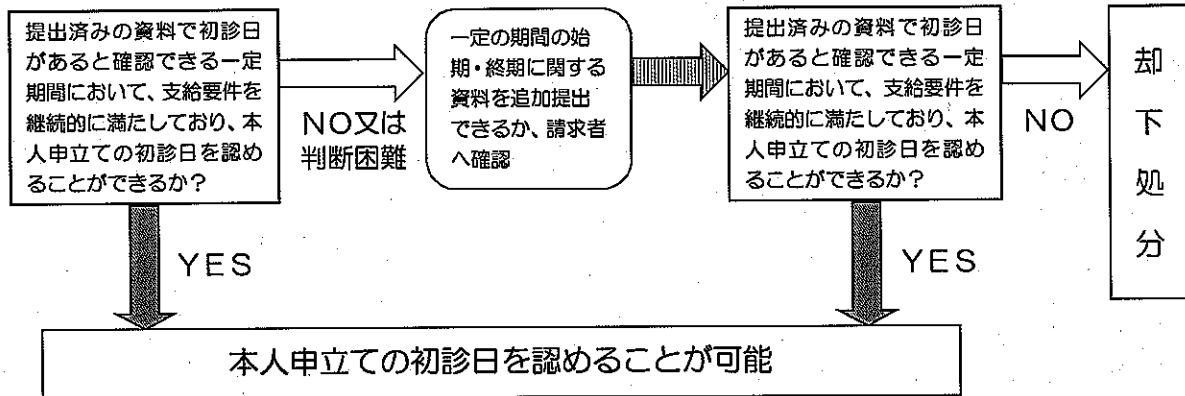 提出済みの資料で初診日
があると確認できる一定
期間において、支給要件を
継続的に満たしており、本
人申立ての初診日を認め
ることができるか?
NO又は
判断困難
一定の期間の始
期・終期に関する
資料を追加提出
できるか、請求者
へ確認
提出済みの資料で初診日
があると確認できる一定
期間において、支給要件を
継続的に満たしており、本
人申立ての初診日を認め
ることができるか?
NO
却
下
処
分
YES
YES
本人申立ての初診日を認めることが可能